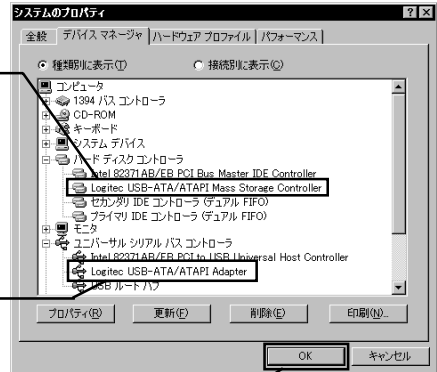 システムのプロパティ
全般 デバイス マネージャ ハードウェア プロファイル パフォーマンス
種類別に表示(T) 接続別に表示(C)
コンピュータ
1394 バス コントローラ
CD-ROM
キーボード
システム デバイス
ハード ディスク コントローラ
Intel 82371AB/EB PCI Bus Master IDE Controller
Logitec USB-ATA/ATAPI Mass Storage Controller
セカンダリ IDE コントローラ (デュアル FIFO)
プライマリ IDE コントローラ (デュアル FIFO)
モニタ
ユニバーサル シリアル バス コントローラ
Intel 82371AB/EB PCI to USB Universal Host Controller
Logitec USB-ATA/ATAPI Adapter
USB ルート ハブ
プロパティ(R) 更新(F) 削除(E) 印刷(N)...
OK キャンセル